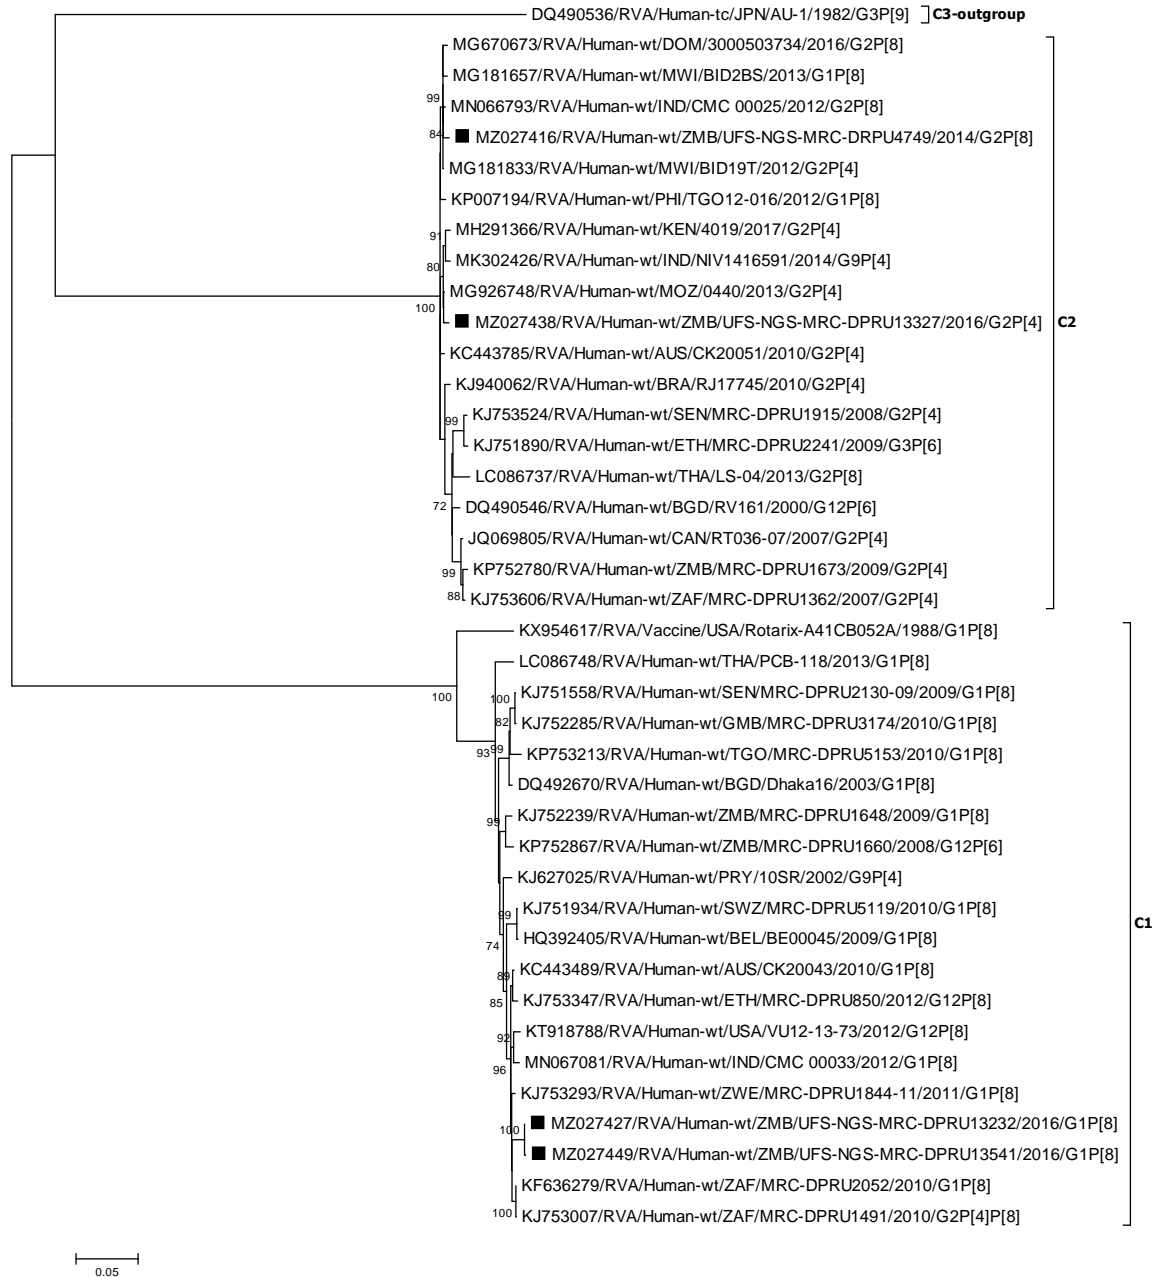 DQ490536/RVA/Human-tc/JPN/AU-1/1982/G3P[9]
C3-outgroup
MG670673/RVA/Human-wt/DOM/3000503734/2016/G2P[8]
MG181657/RVA/Human-wt/MWI/BID2BS/2013/G1P[8]
99
MN066793/RVA/Human-wt/IND/CMC 00025/2012/G2P[8]
84
MZ027416/RVA/Human-wt/ZMB/UFS-NGS-MRC-DRPU4749/2014/G2P[8]
MG181833/RVA/Human-wt/MWI/BID19T/2012/G2P[4]
KP007194/RVA/Human-wt/PHI/TGO12-016/2012/G1P[8]
91
MH291366/RVA/Human-wt/KEN/4019/2017/G2P[4]
80
MK302426/RVA/Human-wt/IND/NIV1416591/2014/G9P[4]
MG926748/RVA/Human-wt/MOZ/0440/2013/G2P[4]
100
MZ027438/RVA/Human-wt/ZMB/UFS-NGS-MRC-DPRU13327/2016/G2P[4]
C2
KC443785/RVA/Human-wt/AUS/CK20051/2010/G2P[4]
KJ940062/RVA/Human-wt/BRA/RJ17745/2010/G2P[4]
99
KJ753524/RVA/Human-wt/SEN/MRC-DPRU1915/2008/G2P[4]
KJ751890/RVA/Human-wt/ETH/MRC-DPRU2241/2009/G3P[6]
LC086737/RVA/Human-wt/THA/LS-04/2013/G2P[8]
72
DQ490546/RVA/Human-wt/BGD/RV161/2000/G12P[6]
JQ069805/RVA/Human-wt/CAN/RT036-07/2007/G2P[4]
99
KP752780/RVA/Human-wt/ZMB/MRC-DPRU1673/2009/G2P[4]
88
KJ753606/RVA/Human-wt/ZAF/MRC-DPRU1362/2007/G2P[4]
KX954617/RVA/Vaccine/USA/Rotarix-A41CB052A/1988/G1P[8]
LC086748/RVA/Human-wt/THA/PCB-118/2013/G1P[8]
100
100
KJ751558/RVA/Human-wt/SEN/MRC-DPRU2130-09/2009/G1P[8]
82
KJ752285/RVA/Human-wt/GMB/MRC-DPRU3174/2010/G1P[8]
93
99
KP753213/RVA/Human-wt/TGO/MRC-DPRU5153/2010/G1P[8]
DQ492670/RVA/Human-wt/BGD/Dhaka16/2003/G1P[8]
99
KJ752239/RVA/Human-wt/ZMB/MRC-DPRU1648/2009/G1P[8]
KP752867/RVA/Human-wt/ZMB/MRC-DPRU1660/2008/G12P[6]
KJ627025/RVA/Human-wt/PRY/10SR/2002/G9P[4]
99
KJ751934/RVA/Human-wt/SWZ/MRC-DPRU5119/2010/G1P[8]
C1
74
HQ392405/RVA/Human-wt/BEL/BE00045/2009/G1P[8]
89
KC443489/RVA/Human-wt/AUS/CK20043/2010/G1P[8]
85
KJ753347/RVA/Human-wt/ETH/MRC-DPRU850/2012/G12P[8]
92
KT918788/RVA/Human-wt/USA/VU12-13-73/2012/G12P[8]
96
MN067081/RVA/Human-wt/IND/CMC 00033/2012/G1P[8]
KJ753293/RVA/Human-wt/ZWE/MRC-DPRU1844-11/2011/G1P[8]
100
MZ027427/RVA/Human-wt/ZMB/UFS-NGS-MRC-DPRU13232/2016/G1P[8]
MZ027449/RVA/Human-wt/ZMB/UFS-NGS-MRC-DPRU13541/2016/G1P[8]
KF636279/RVA/Human-wt/ZAF/MRC-DPRU2052/2010/G1P[8]
100
KJ753007/RVA/Human-wt/ZAF/MRC-DPRU1491/2010/G2P[4]P[8]
0.05